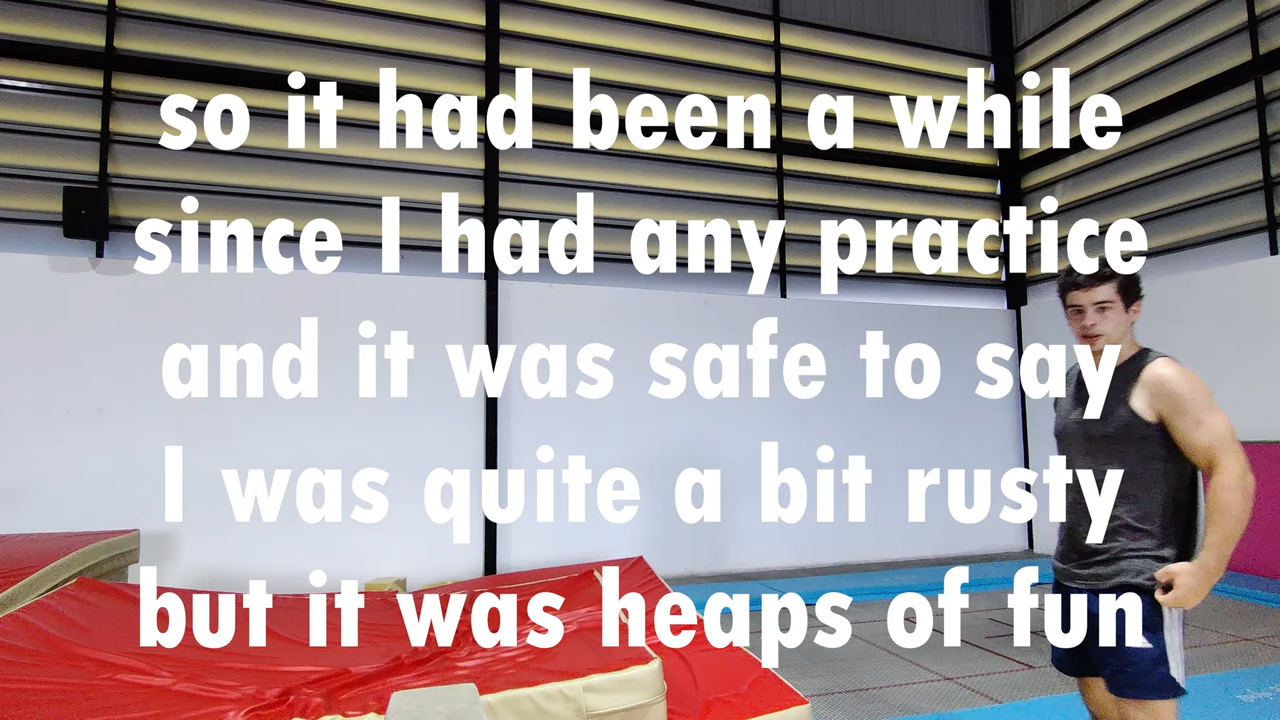 so it had been a while
since I had any practice
and it was safe to say
I was quite a bit rusty
but it was heaps of fun